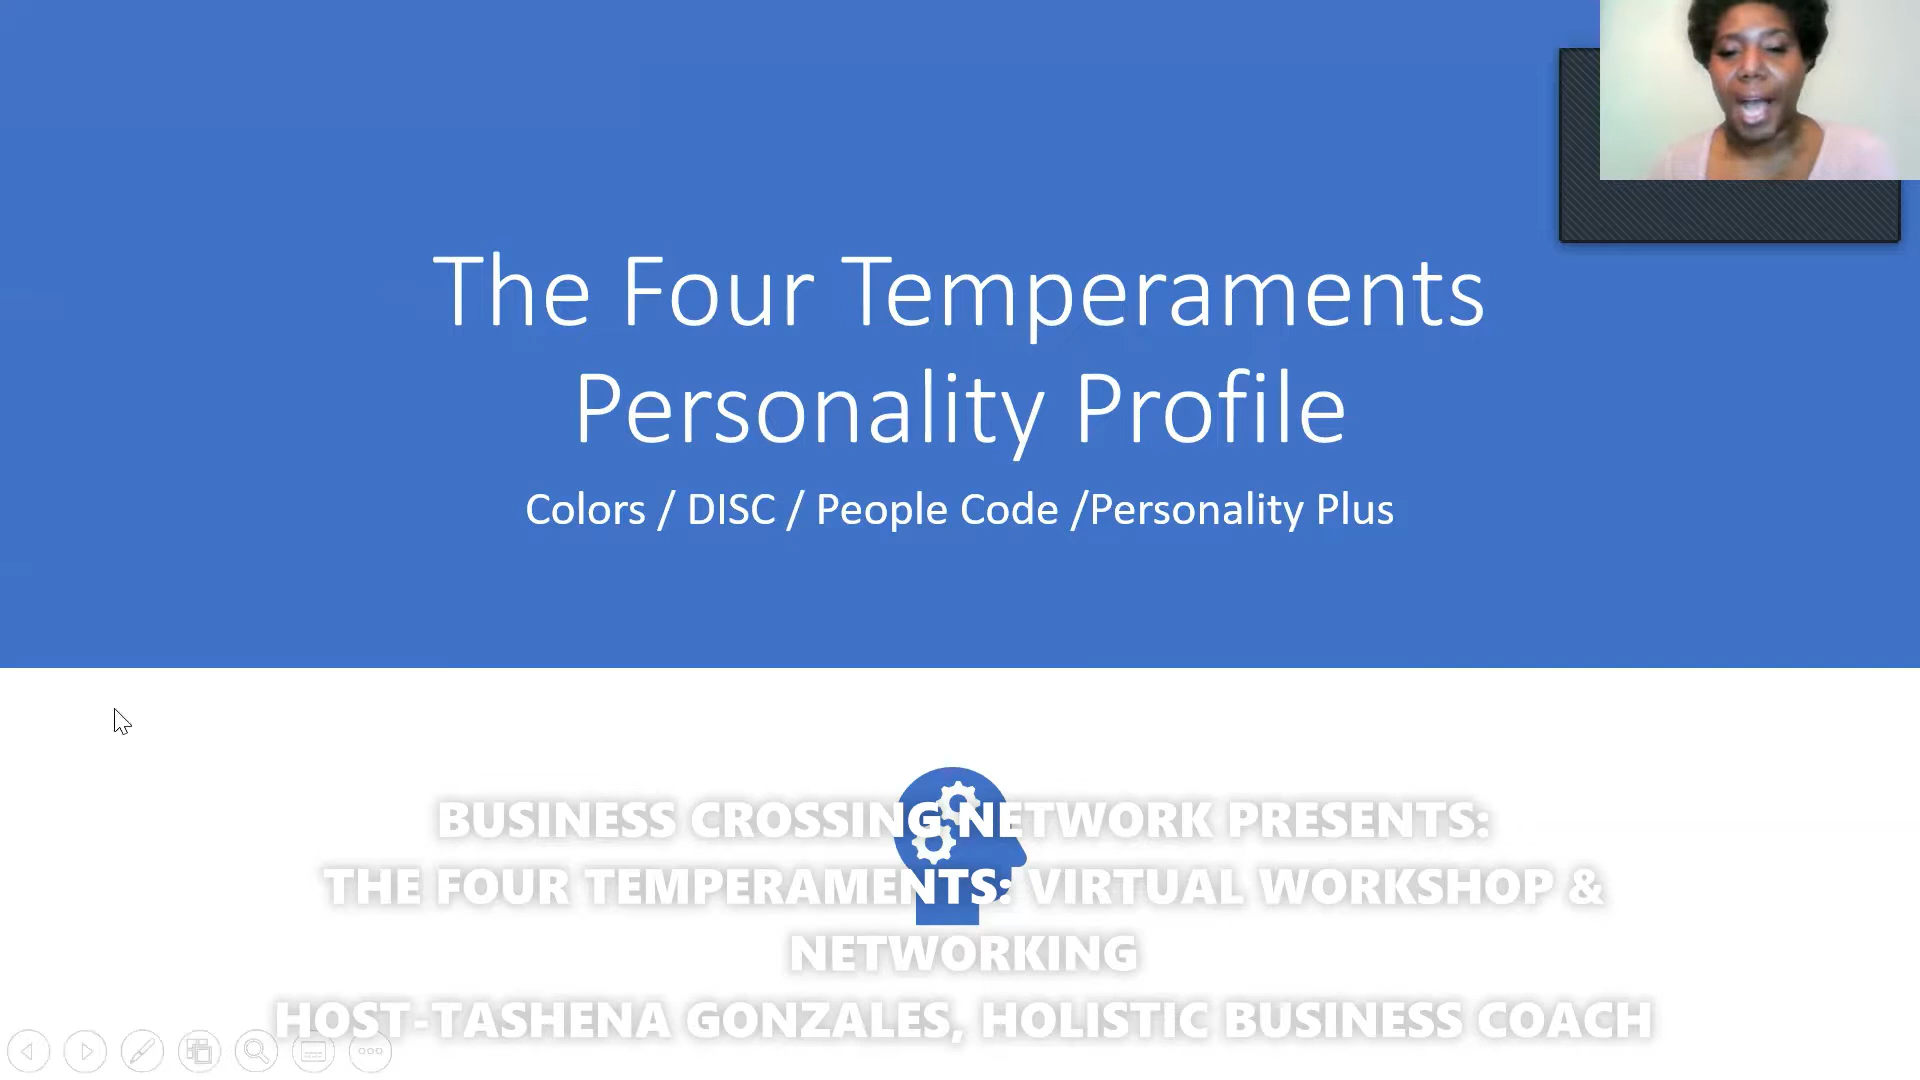 The Four Temperaments
Personality Profile
Colors / DISC / People Code /Personality Plus
BUSINESS CROSSING NETWORK PRESENTS:
THE FOUR TEMPERAMENTS: VIRTUAL WORKSHOP &
NETWORKING
HOST-TASHENA GONZALES, HOLISTIC BUSINESS COACH